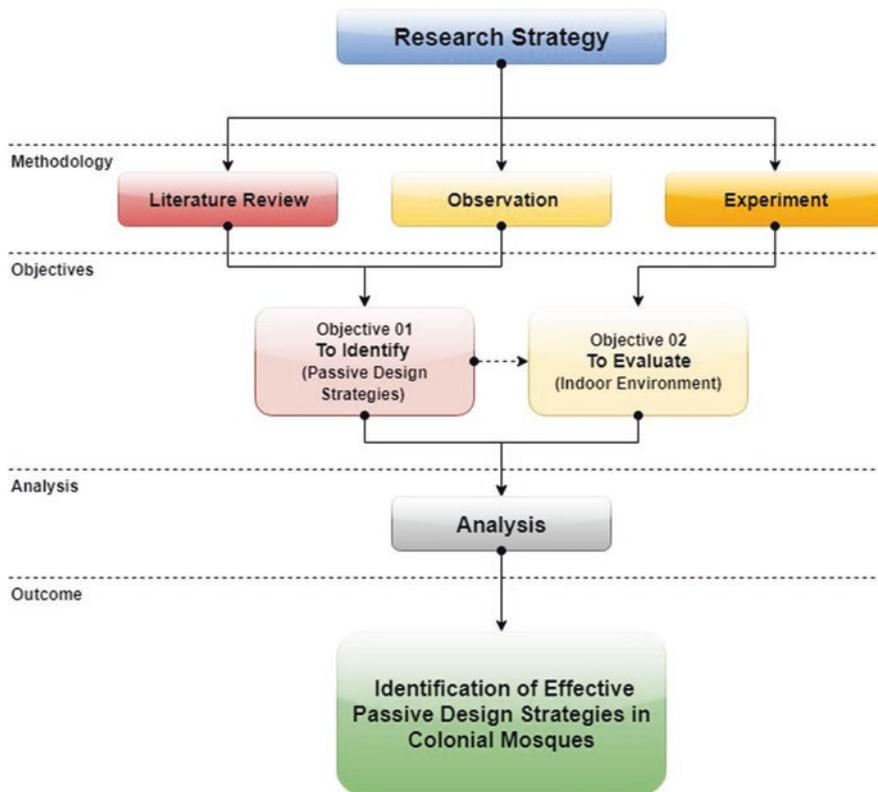 Research Strategy
Methodology
Literature Review
Observation
Experiment
Objectives
Objective 01
To Identify
(Passive Design
Strategies)
Objective 02
To Evaluate
(Indoor Environment)
Analysis
Analysis
Outcome
Identification of Effective
Passive Design Strategies in
Colonial Mosques